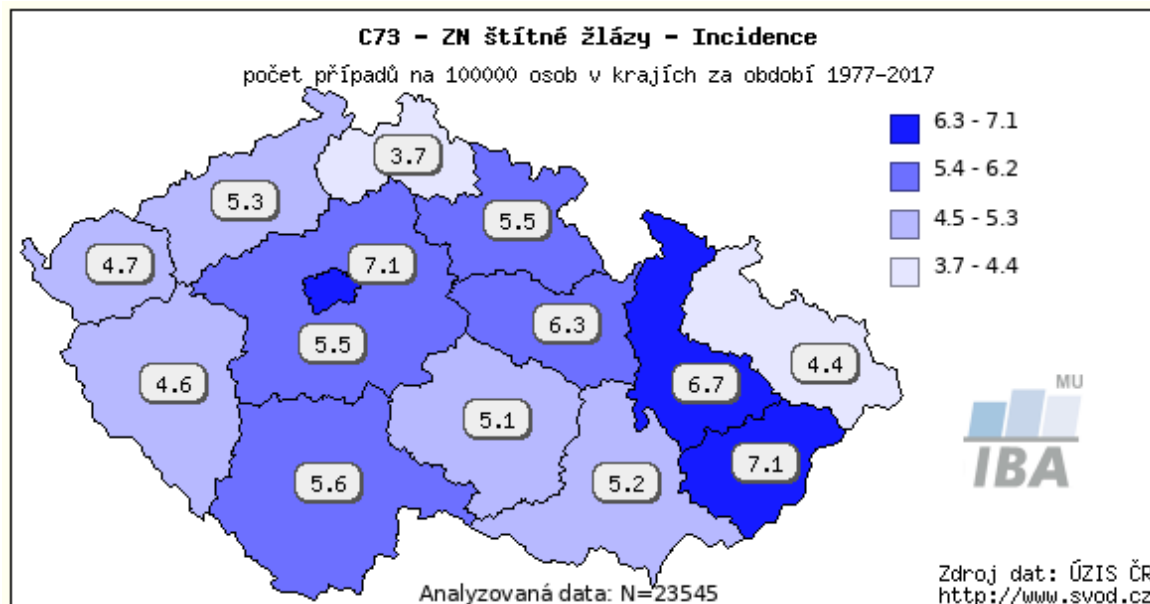 C73 - ZN štítné žlázy - Incidence
počet případů na 100000 osob v krajích za období 1977-2017
6.3 - 7.1
5.4 - 6.2
4.5 - 5.3
3.7 - 4.4
3.7
5.3
5.5
4.7
7.1
6.3
5.5
4.4
4.6
6.7
5.1
7.1
5.6
5.2
MU
IBA
Analyzovaná data: N=23545
Zdroj dat: ÚZIS ČR
http://www.svod.cz